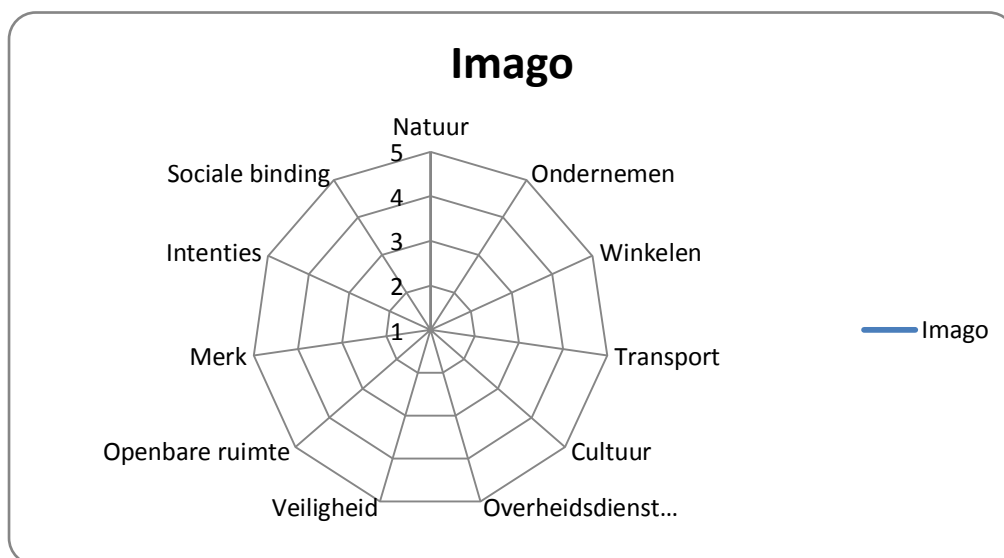 Imago
Natuur
5
4
3
2
1
Ondernemen
Winkelen
Transport
Cultuur
Overheidsdienst...
Veiligheid
Openbare ruimte
Merk
Intenties
Sociale binding
Imago